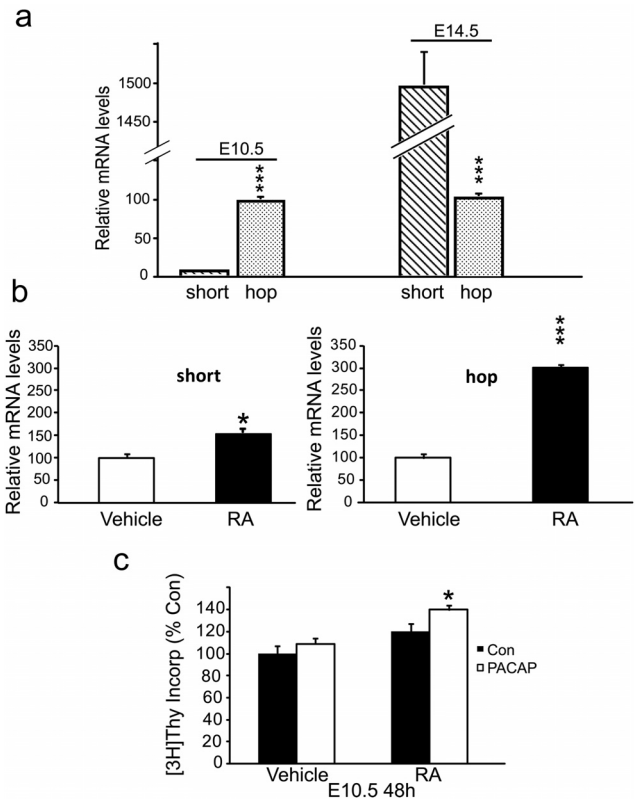 a
E14.5
Relative mRNA levels
1500
1450
E10.5
***
***
100
50
0
short hop
short hop
b
Relative mRNA levels
350
300
250
200
150
100
50
0
short
*
Vehicle
RA
Relative mRNA levels
350
300
250
200
150
100
50
0
hop
***
Vehicle
RA
c
[3H]Thy Incorp (% Con)
140
120
100
80
60
40
20
0
*
Con
PACAP
Vehicle
RA
E10.5 48h